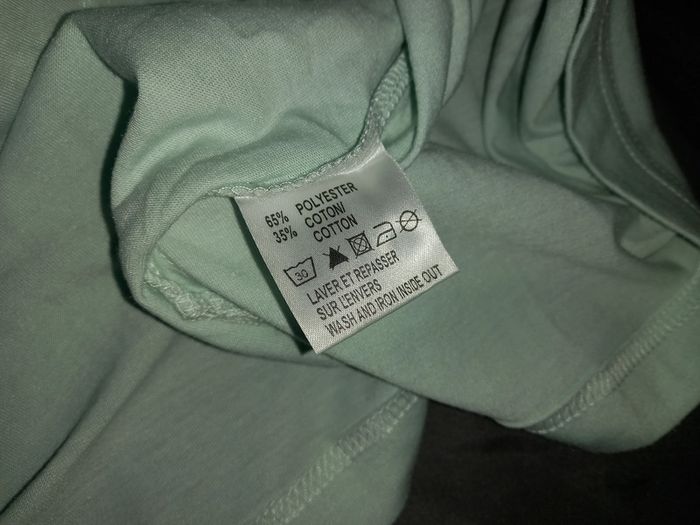 65% POLYESTER
35% COTON/
COTTON
30
LAVER ET REPASSER
SUR L'ENVERS
WASH AND IRON INSIDE OUT